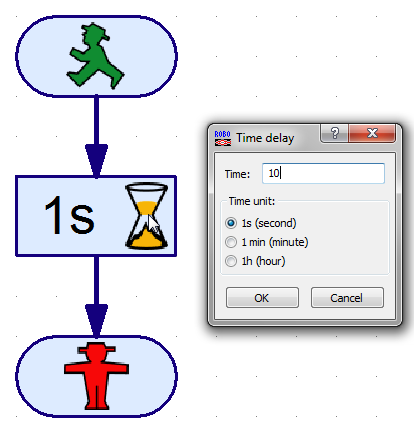 1s
ROBO
Time delay
?
Time: 10
Time unit:
1s (second)
1 min (minute)
1h (hour)
OK
Cancel